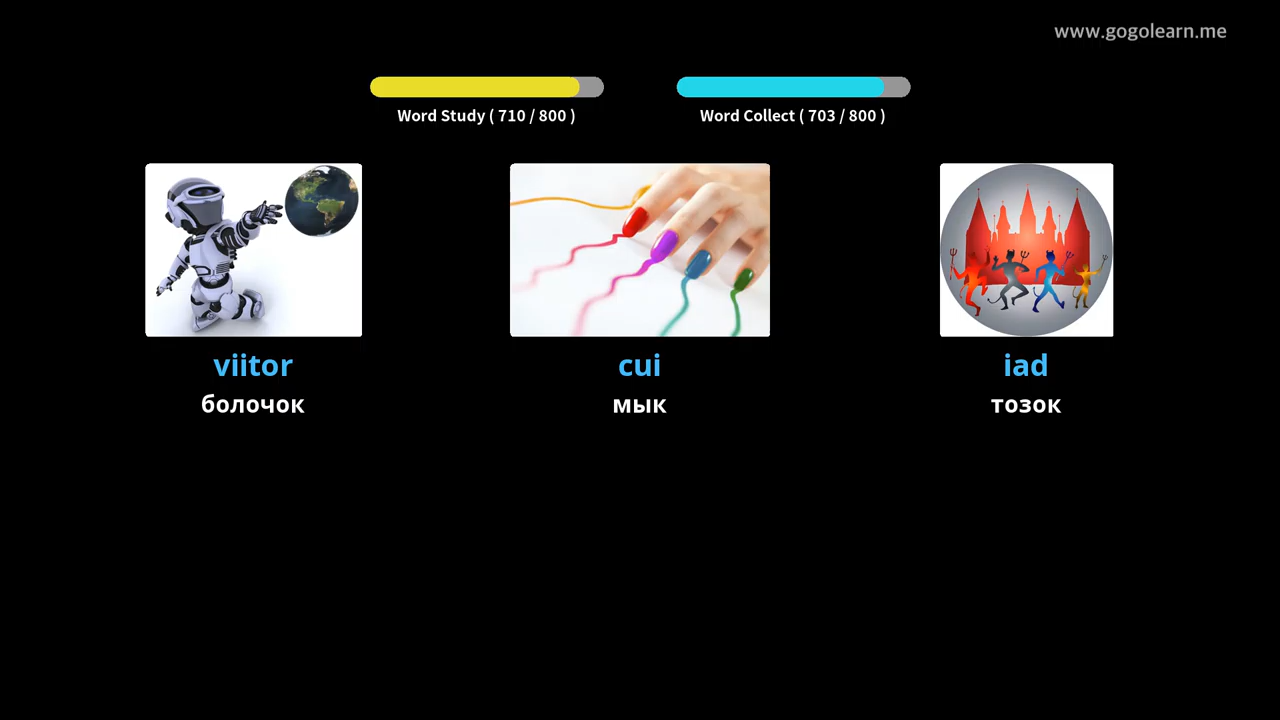 www.gogolearn.me
Word Study ( 710 / 800 )
Word Collect ( 703 / 800 )
viitor
cui
iad
болочок
мык
тозок